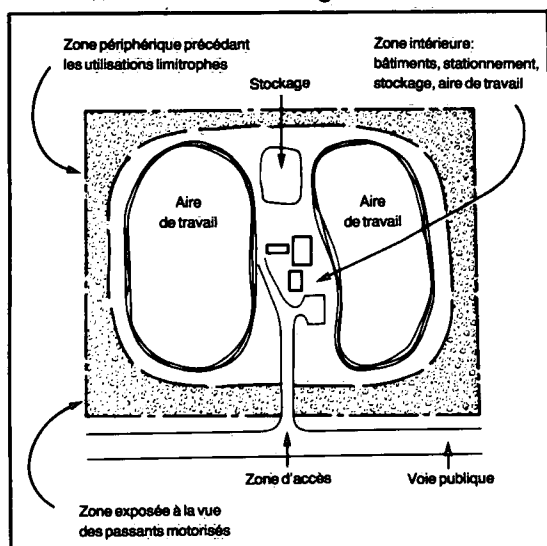 Zone périphérique précédant
les utilisations limitrophes
Zone intérieure:
bâtiments, stationnement,
stockage, aire de travail
Stockage
Aire
de travail
Aire
de travail
Zone d'accès
Voie publique
Zone exposée à la vue
des passants motorisés